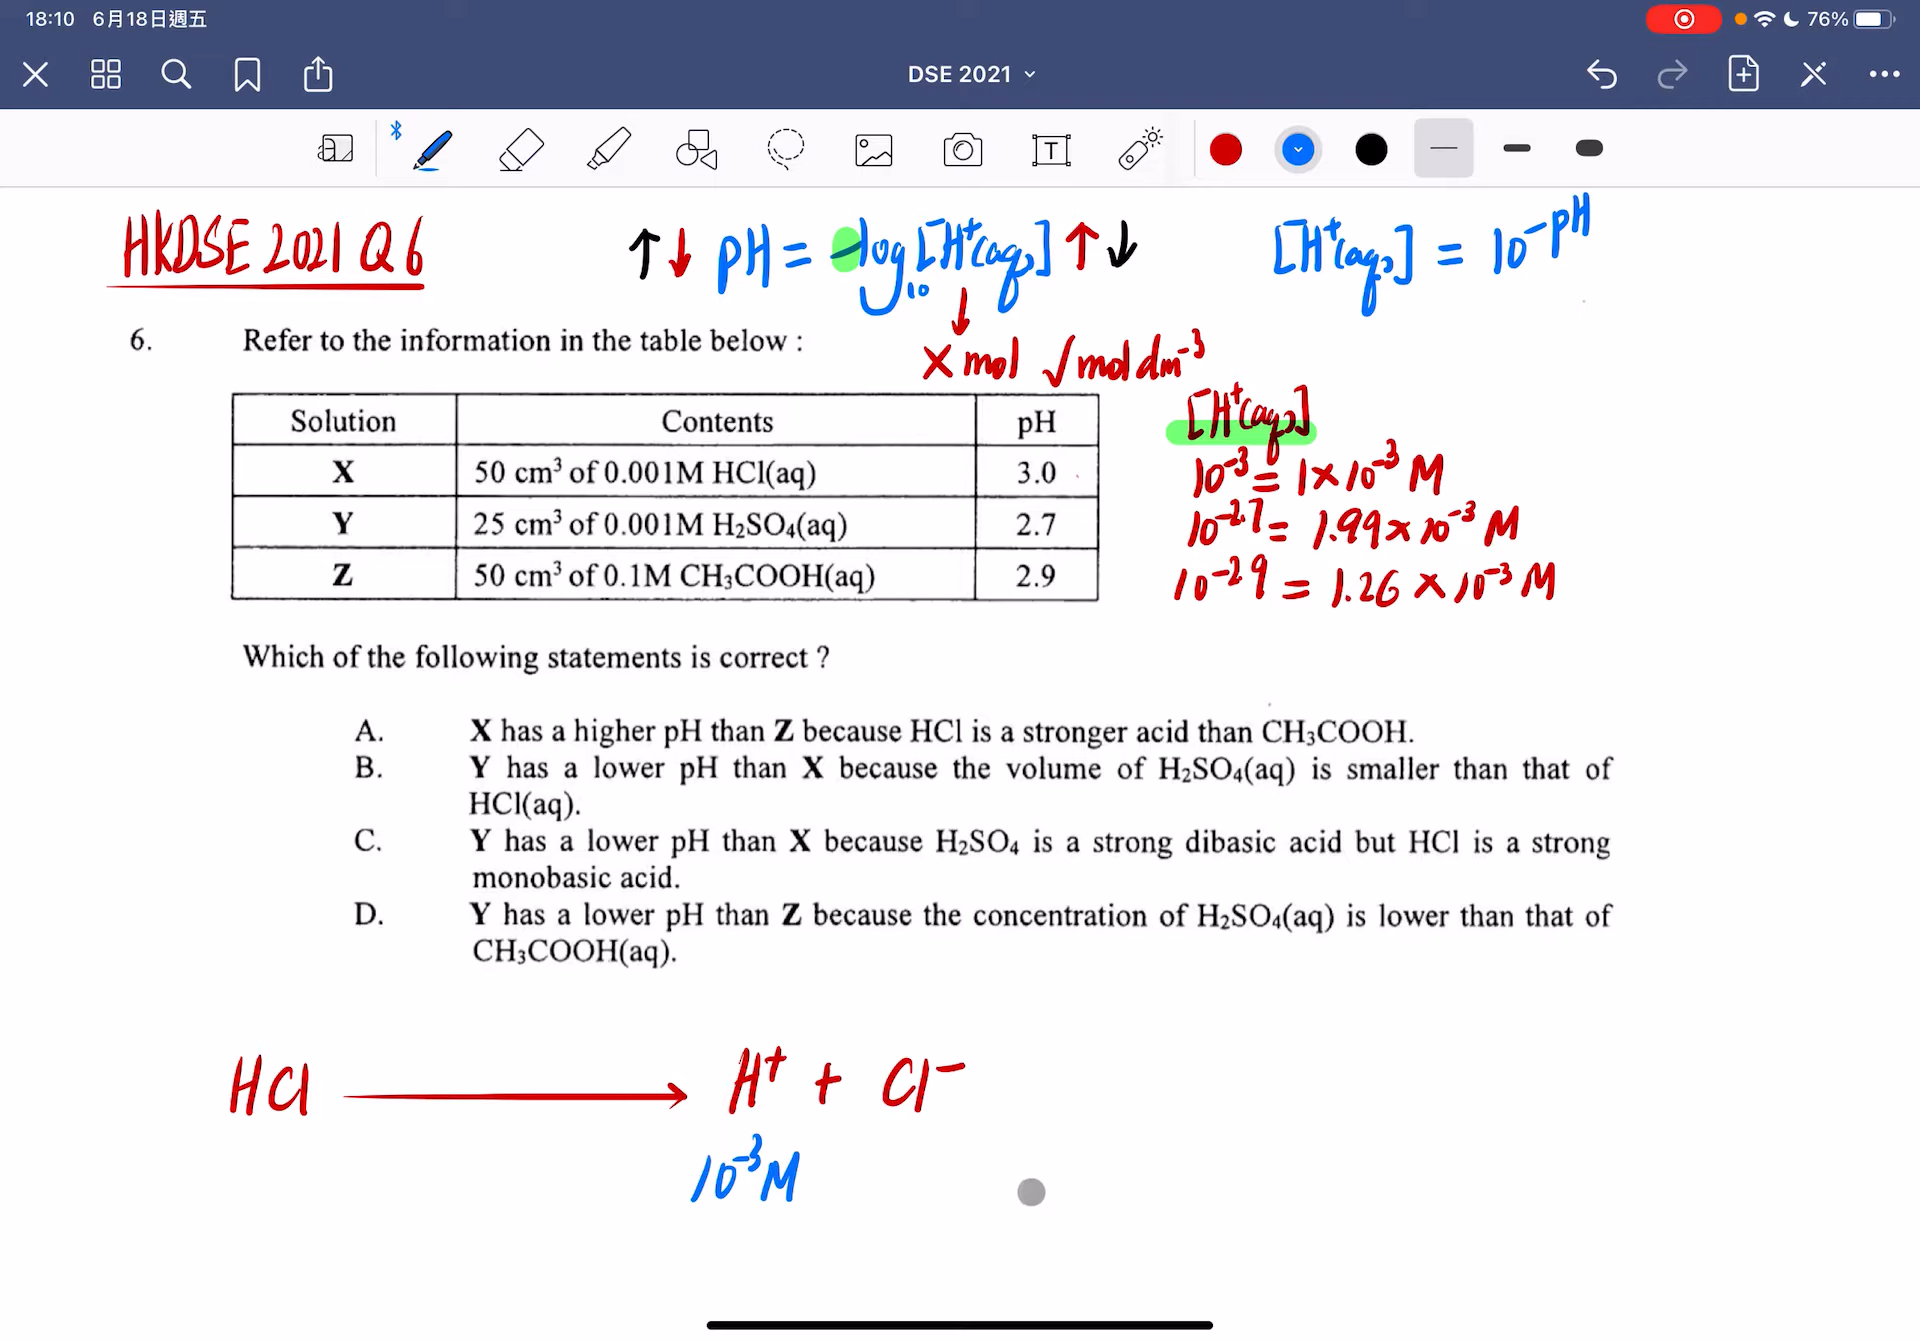 18:10 6月18日週五
76%
DSE 2021
HKDSE 2021 Q6
↑↓ pH = -log₁₀[H⁺(aq)] ↑↓
[H⁺(aq)] = 10⁻ᵖᴴ
↓
× mol √ mol dm⁻³
6. Refer to the information in the table below :
[H⁺(aq)]
Solution Contents pH
X 50 cm³ of 0.001M HCl(aq) 3.0
10⁻³ = 1×10⁻³ M
Y 25 cm³ of 0.001M H₂SO₄(aq) 2.7
10⁻²·⁷ = 1.99×10⁻³ M
Z 50 cm³ of 0.1M CH₃COOH(aq) 2.9
10⁻²·⁹ = 1.26 × 10⁻³ M
Which of the following statements is correct ?
A. X has a higher pH than Z because HCl is a stronger acid than CH₃COOH.
B. Y has a lower pH than X because the volume of H₂SO₄(aq) is smaller than that of
HCl(aq).
C. Y has a lower pH than X because H₂SO₄ is a strong dibasic acid but HCl is a strong
monobasic acid.
D. Y has a lower pH than Z because the concentration of H₂SO₄(aq) is lower than that of
CH₃COOH(aq).
HCl → H⁺ + Cl⁻
10⁻³M